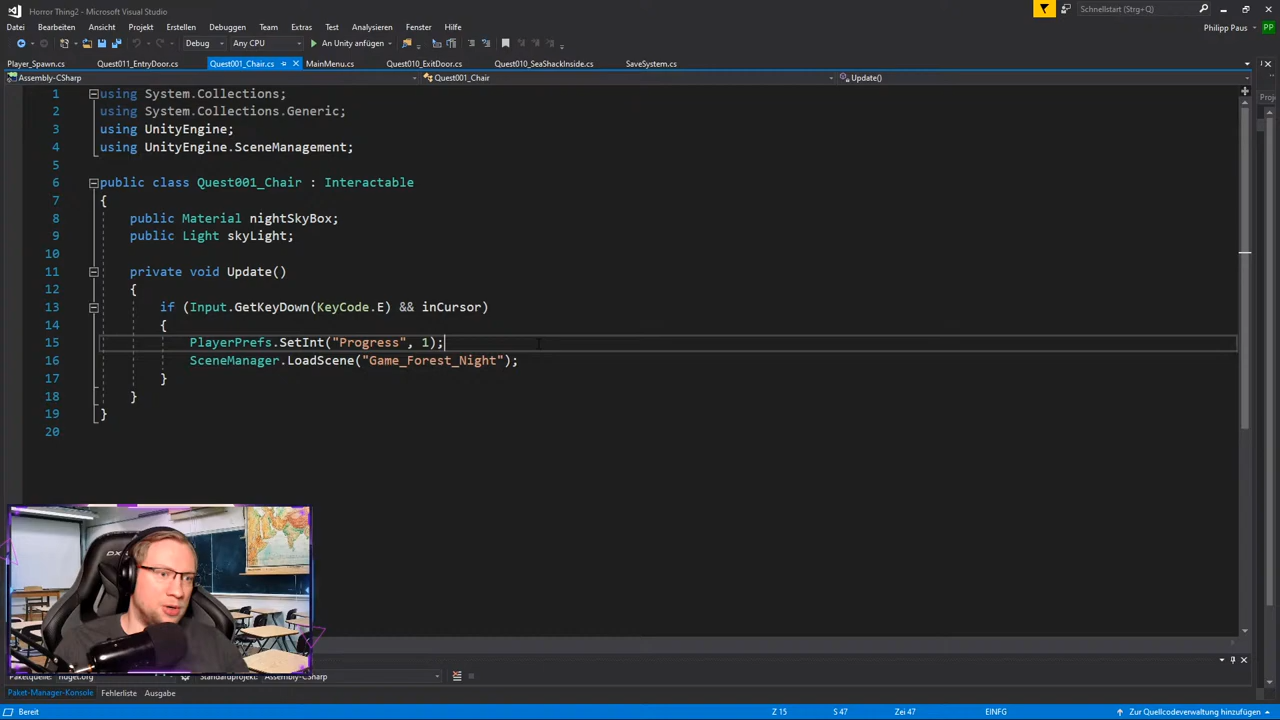 Horror Thing2 - Microsoft Visual Studio
Schnellstart (Strg+Q)
Datei Bearbeiten Ansicht Projekt Erstellen Debuggen Team Extras Test Analysieren Fenster Hilfe
Philipp Paus PP
Debug Any CPU An Unity anfügen
Player_Spawn.cs Quest011_EntryDoor.cs Quest001_Chair.cs MainMenu.cs Quest010_ExitDoor.cs Quest010_SeaShackInside.cs SaveSystem.cs
Assembly-CSharp Quest001_Chair Update()
Proj
1 using System.Collections;
2 using System.Collections.Generic;
3 using UnityEngine;
4 using UnityEngine.SceneManagement;
5
6 public class Quest001_Chair : Interactable
7 {
8 public Material nightSkyBox;
9 public Light skyLight;
10
11 private void Update()
12 {
13 if (Input.GetKeyDown(KeyCode.E) && inCursor)
14 {
15 PlayerPrefs.SetInt("Progress", 1);
16 SceneManager.LoadScene("Game_Forest_Night");
17 }
18 }
19 }
20
Paketquelle: nuget.org Standardprojekt: Assembly-CSharp
Paket-Manager-Konsole Fehlerliste Ausgabe
Bereit Z 15 S 47 Zei 47 EINFG Zur Quellcodeverwaltung hinzufügen